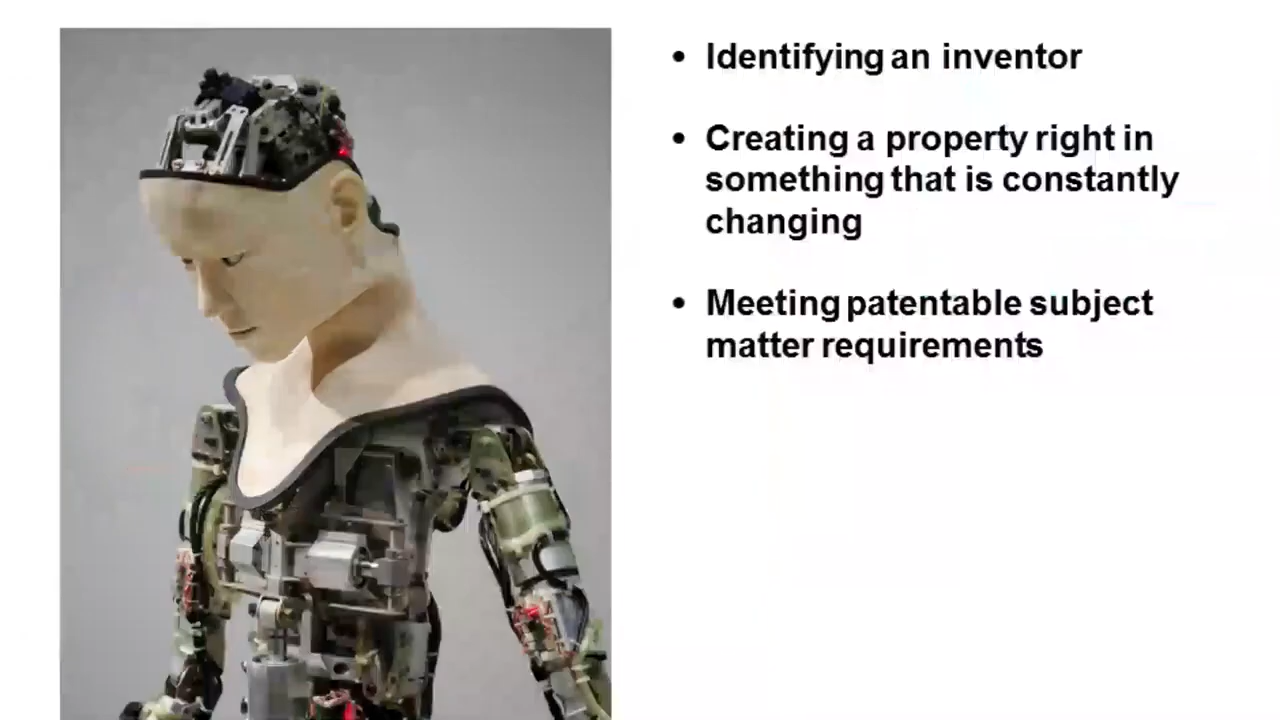 • Identifying an inventor
• Creating a property right in
something that is constantly
changing
• Meeting patentable subject
matter requirements